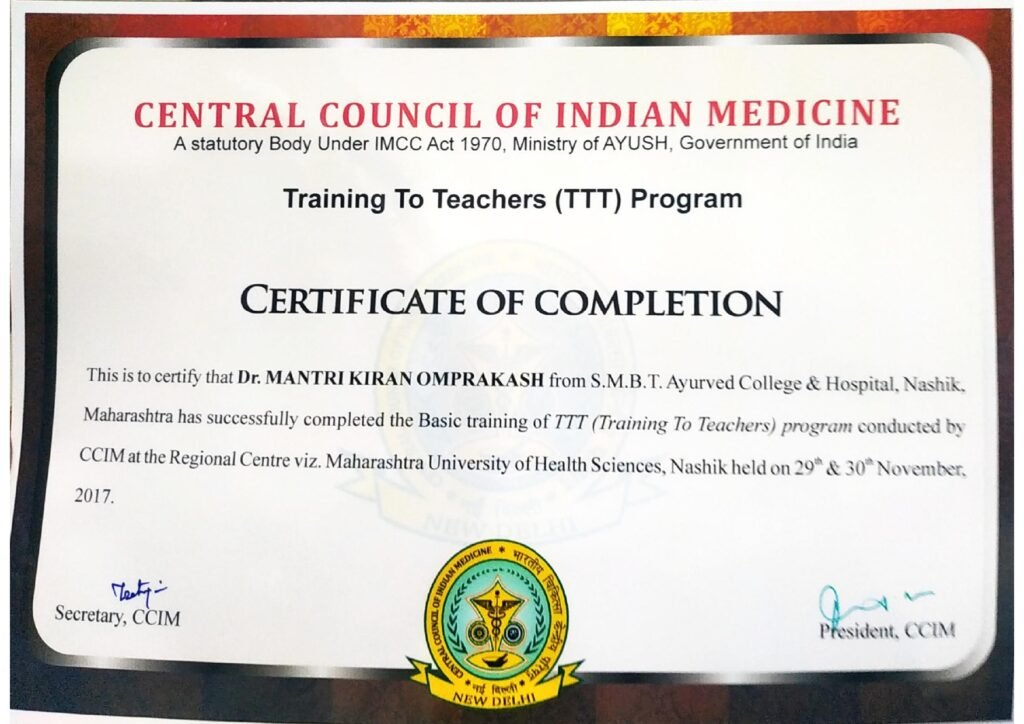 CENTRAL COUNCIL OF INDIAN MEDICINE
A statutory Body Under IMCC Act 1970, Ministry of AYUSH, Government of India
Training To Teachers (TTT) Program
CERTIFICATE OF COMPLETION
This is to certify that Dr. MANTRI KIRAN OMPRAKASH from S.M.B.T. Ayurved College & Hospital, Nashik,
Maharashtra has successfully completed the Basic training of TTT (Training To Teachers) program conducted by
CCIM at the Regional Centre viz. Maharashtra University of Health Sciences, Nashik held on 29th & 30th November,
2017.
Secretary, CCIM
President, CCIM
CENTRAL COUNCIL OF INDIAN MEDICINE
भारतीय चिकित्सा केन्द्रीय परिषद
नई दिल्ली
NEW DELHI